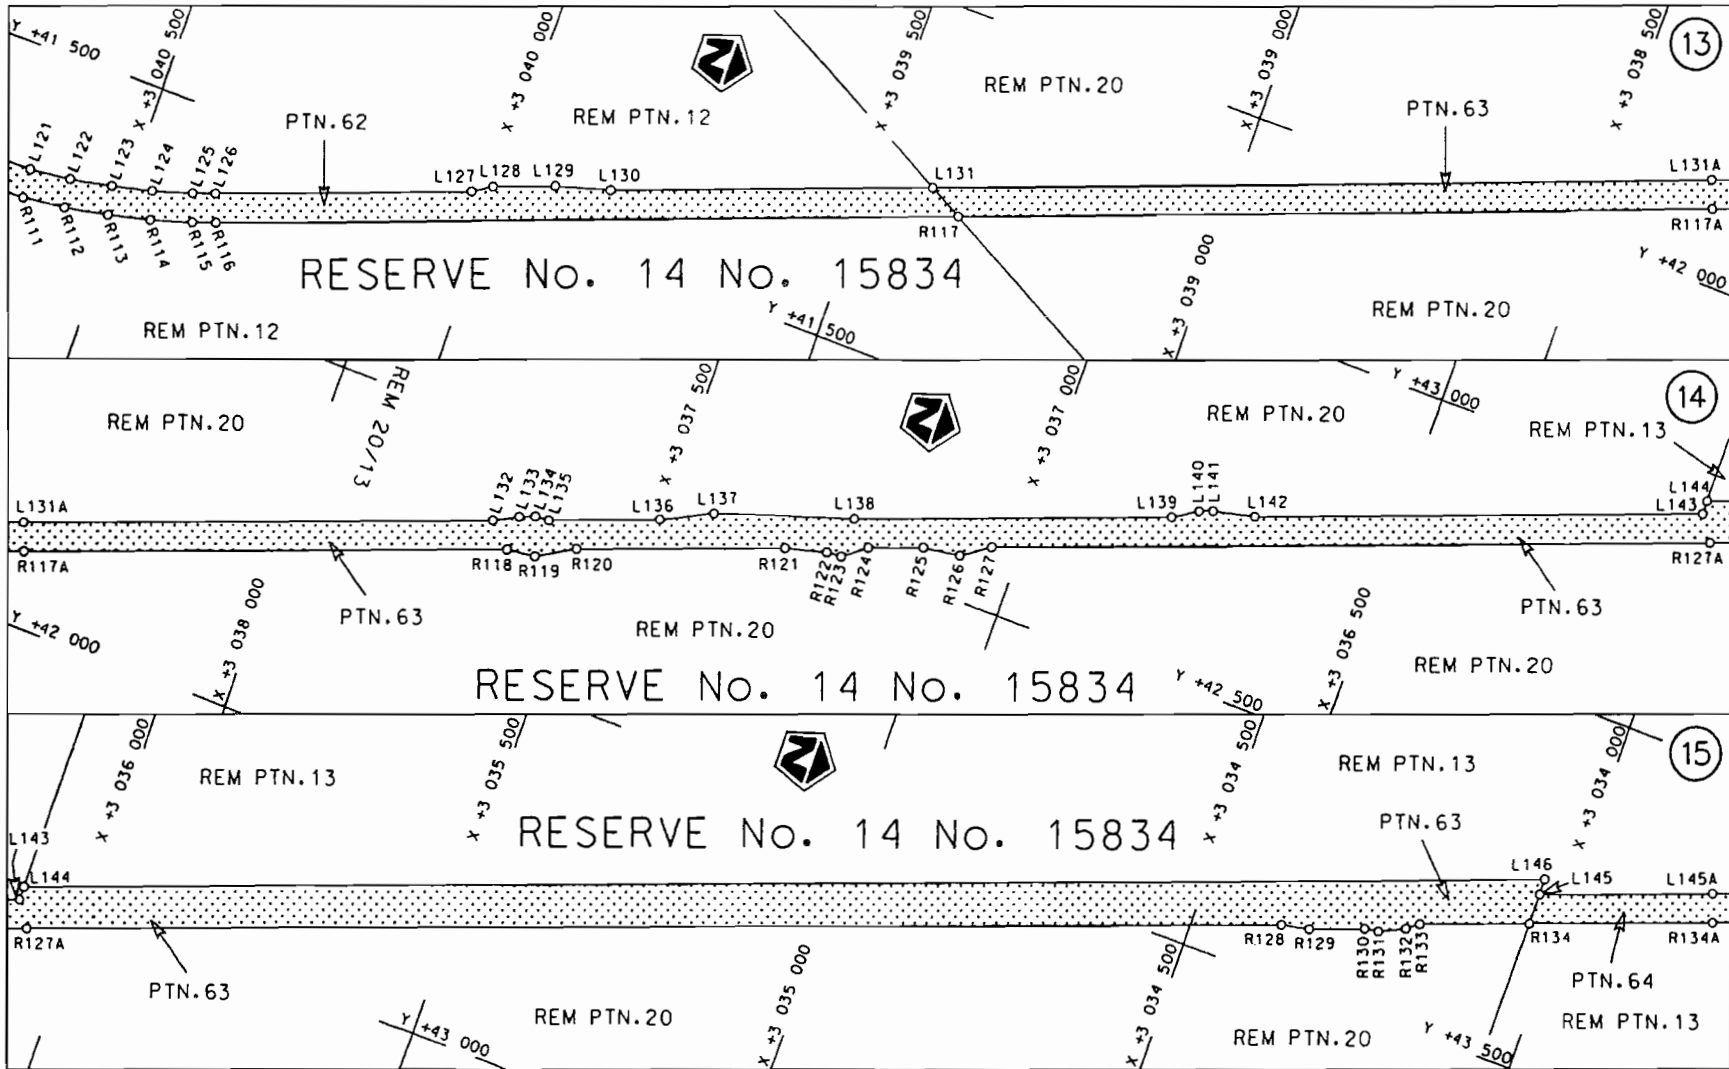 Y +41 500
X +3 040 500
X +3 040 000
X +3 039 500
X +3 039 000
X +3 038 500
13
REM PTN.20
PTN.62
REM PTN.12
PTN.63
L121
L122
L123
L124
L125
L126
L127
L128
L129
L130
L131
L131A
R111
R112
R113
R114
R115
R116
R117
R117A
RESERVE No. 14 No. 15834
X +3 039 000
Y +42 000
REM PTN.12
Y +41 500
REM PTN.20
REM 20/13
X +3 037 500
X +3 037 000
Y +43 000
14
REM PTN.20
REM PTN.20
REM PTN.13
L131A
L132
L133
L134
L135
L136
L137
L138
L139
L140
L141
L142
L143
L144
R117A
R118
R119
R120
R121
R122
R123
R124
R125
R126
R127
R127A
PTN.63
PTN.63
Y +42 000
X +3 038 000
REM PTN.20
X +3 036 500
REM PTN.20
RESERVE No. 14 No. 15834
Y +42 500
X +3 036 000
X +3 035 500
X +3 034 500
X +3 034 000
15
REM PTN.13
REM PTN.13
RESERVE No. 14 No. 15834
PTN.63
L143
L144
L146
L145
L145A
R127A
R128
R129
R130
R131
R132
R133
R134
R134A
PTN.63
PTN.64
Y +43 000
REM PTN.20
X +3 035 000
X +3 034 500
REM PTN.20
Y +43 500
REM PTN.13